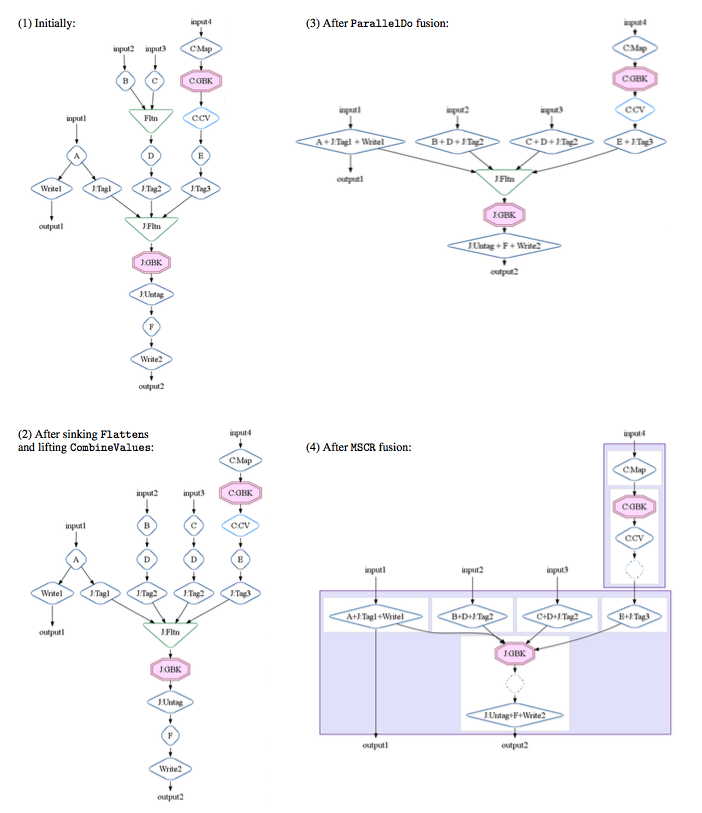 (1) Initially:
input4
input2 input3
C:Map
B C C:GBK
Fltn C:CV
input1
A D E
Write1 J:Tag1 J:Tag2 J:Tag3
output1 J:Fltn
J:GBK
J:Untag
F
Write2
output2
(3) After ParallelDo fusion:
input4
C:Map
C:GBK
input1 input2 input3 C:CV
A+J:Tag1+Write1 B+D+J:Tag2 C+D+J:Tag2 E+J:Tag3
output1 J:Fltn
J:GBK
J:Untag+F+Write2
output2
(2) After sinking Flattens
and lifting CombineValues:
input4
C:Map
input2 input3 C:GBK
input1 B C C:CV
A D D E
Write1 J:Tag1 J:Tag2 J:Tag2 J:Tag3
output1 J:Fltn
J:GBK
J:Untag
F
Write2
output2
(4) After MSCR fusion:
input4
C:Map
C:GBK
C:CV
input1 input2 input3
A+J:Tag1+Write1 B+D+J:Tag2 C+D+J:Tag2 E+J:Tag3
J:GBK
J:Untag+F+Write2
output1 output2